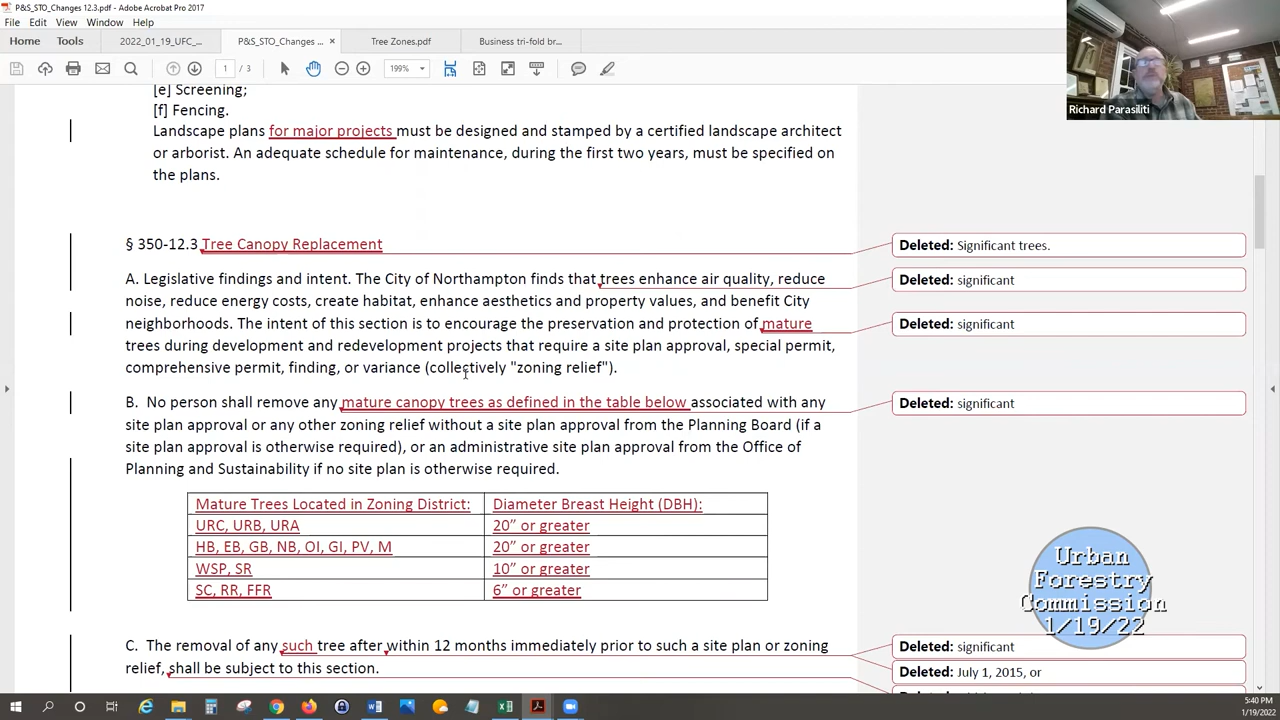 P&S_STO_Changes 12.3.pdf - Adobe Acrobat Pro 2017
File Edit View Window Help
Home Tools 2022_01_19_UFC_... P&S_STO_Changes ... × Tree Zones.pdf Business tri-fold br...
1 / 3 199%
[e] Screening;
[f] Fencing.
Landscape plans for major projects must be designed and stamped by a certified landscape architect
or arborist. An adequate schedule for maintenance, during the first two years, must be specified on
the plans.
§ 350-12.3 Tree Canopy Replacement
Deleted: Significant trees.
A. Legislative findings and intent. The City of Northampton finds that trees enhance air quality, reduce
Deleted: significant
noise, reduce energy costs, create habitat, enhance aesthetics and property values, and benefit City
neighborhoods. The intent of this section is to encourage the preservation and protection of mature
Deleted: significant
trees during development and redevelopment projects that require a site plan approval, special permit,
comprehensive permit, finding, or variance (collectively "zoning relief").
B. No person shall remove any mature canopy trees as defined in the table below associated with any
Deleted: significant
site plan approval or any other zoning relief without a site plan approval from the Planning Board (if a
site plan approval is otherwise required), or an administrative site plan approval from the Office of
Planning and Sustainability if no site plan is otherwise required.
Mature Trees Located in Zoning District: Diameter Breast Height (DBH):
URC, URB, URA 20” or greater
HB, EB, GB, NB, OI, GI, PV, M 20” or greater
WSP, SR 10” or greater
SC, RR, FFR 6” or greater
C. The removal of any such tree after within 12 months immediately prior to such a site plan or zoning
Deleted: significant
relief, shall be subject to this section.
Deleted: July 1, 2015, or
Richard Parasiliti
Urban
Forestry
Commission
1/19/22
5:40 PM
1/19/2022